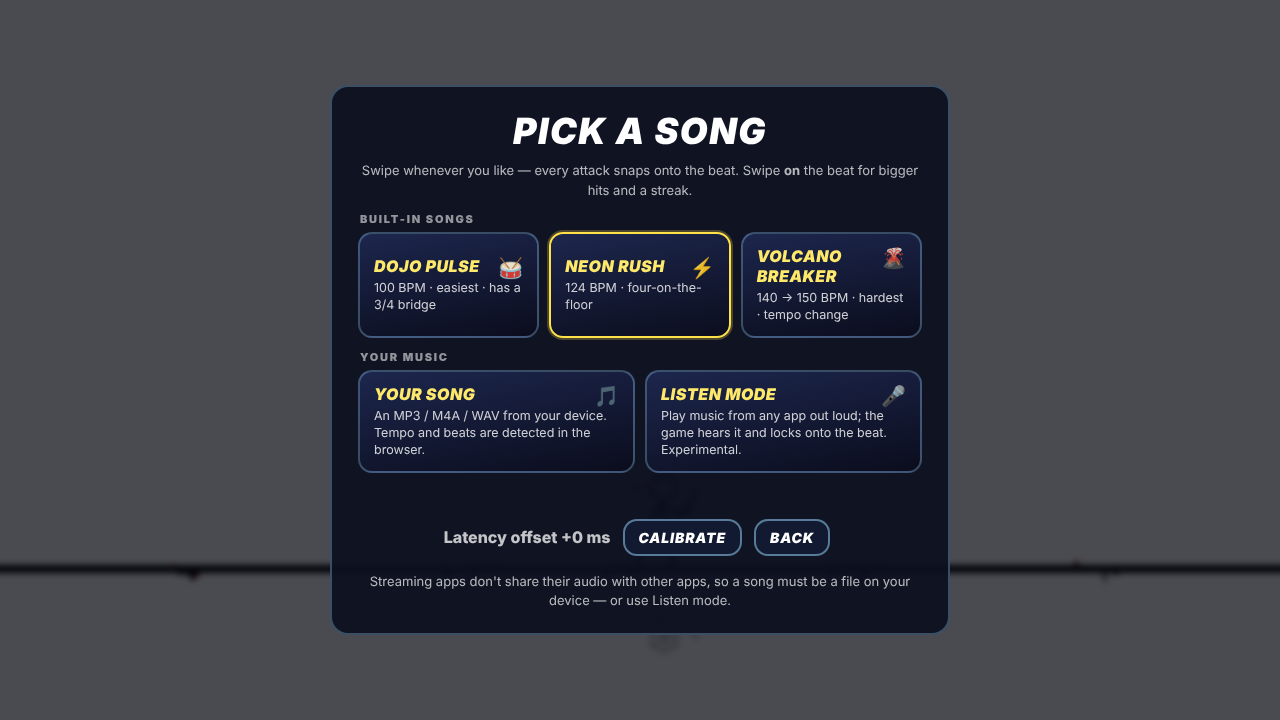 PICK A SONG
Swipe whenever you like — every attack snaps onto the beat. Swipe on the beat for bigger
hits and a streak.
BUILT-IN SONGS
DOJO PULSE
100 BPM · easiest · has a
3/4 bridge
NEON RUSH
124 BPM · four-on-the-
floor
VOLCANO
BREAKER
140 → 150 BPM · hardest
· tempo change
YOUR MUSIC
YOUR SONG
An MP3 / M4A / WAV from your device.
Tempo and beats are detected in the
browser.
LISTEN MODE
Play music from any app out loud; the
game hears it and locks onto the beat.
Experimental.
Latency offset +0 ms
CALIBRATE
BACK
Streaming apps don't share their audio with other apps, so a song must be a file on your
device — or use Listen mode.